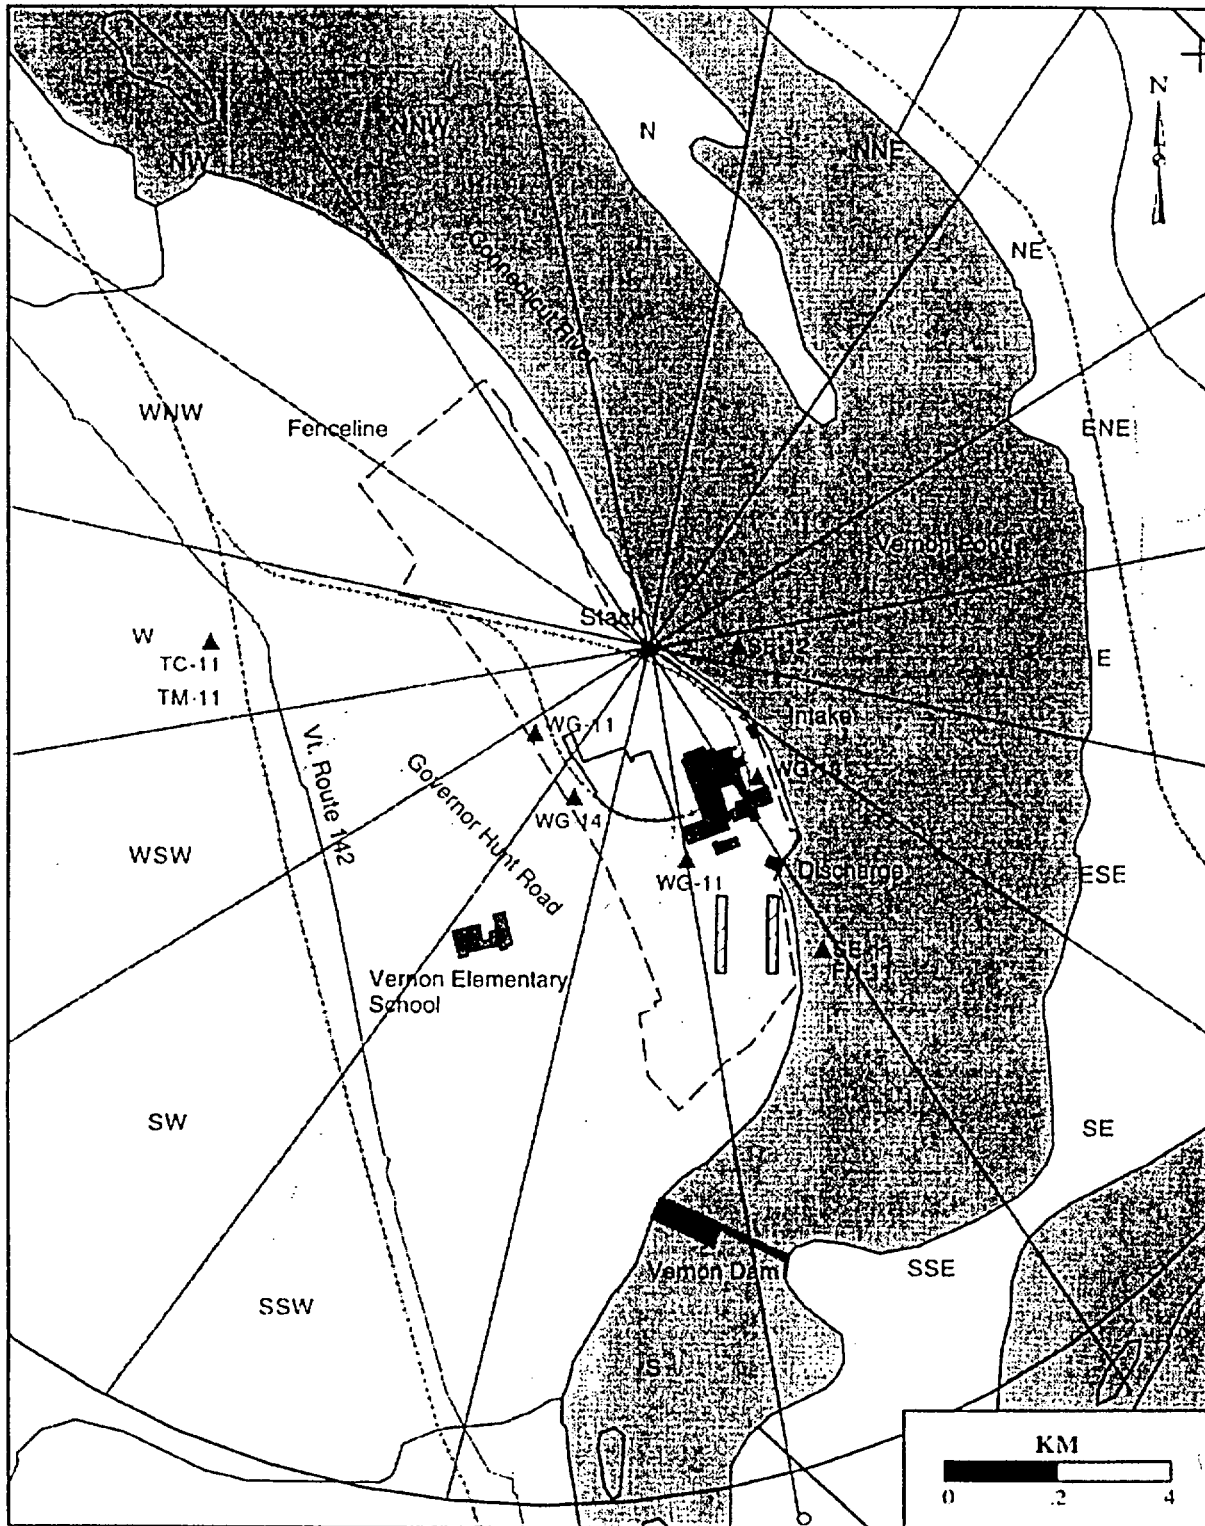 N
NNW
N
NNE
NW
NE
Connecticut River
WNW
Fenceline
ENE
Vernon Pond
Stack
W
TC-11
TM-11
E
Intake
WG-11
Vt. Route 142
Governor Hunt Road
WG-14
WSW
WG-11
Discharge
ESE
Vernon Elementary
School
SW
SE
Vernon Dam
SSE
SSW
S
KM
0 .2 .4